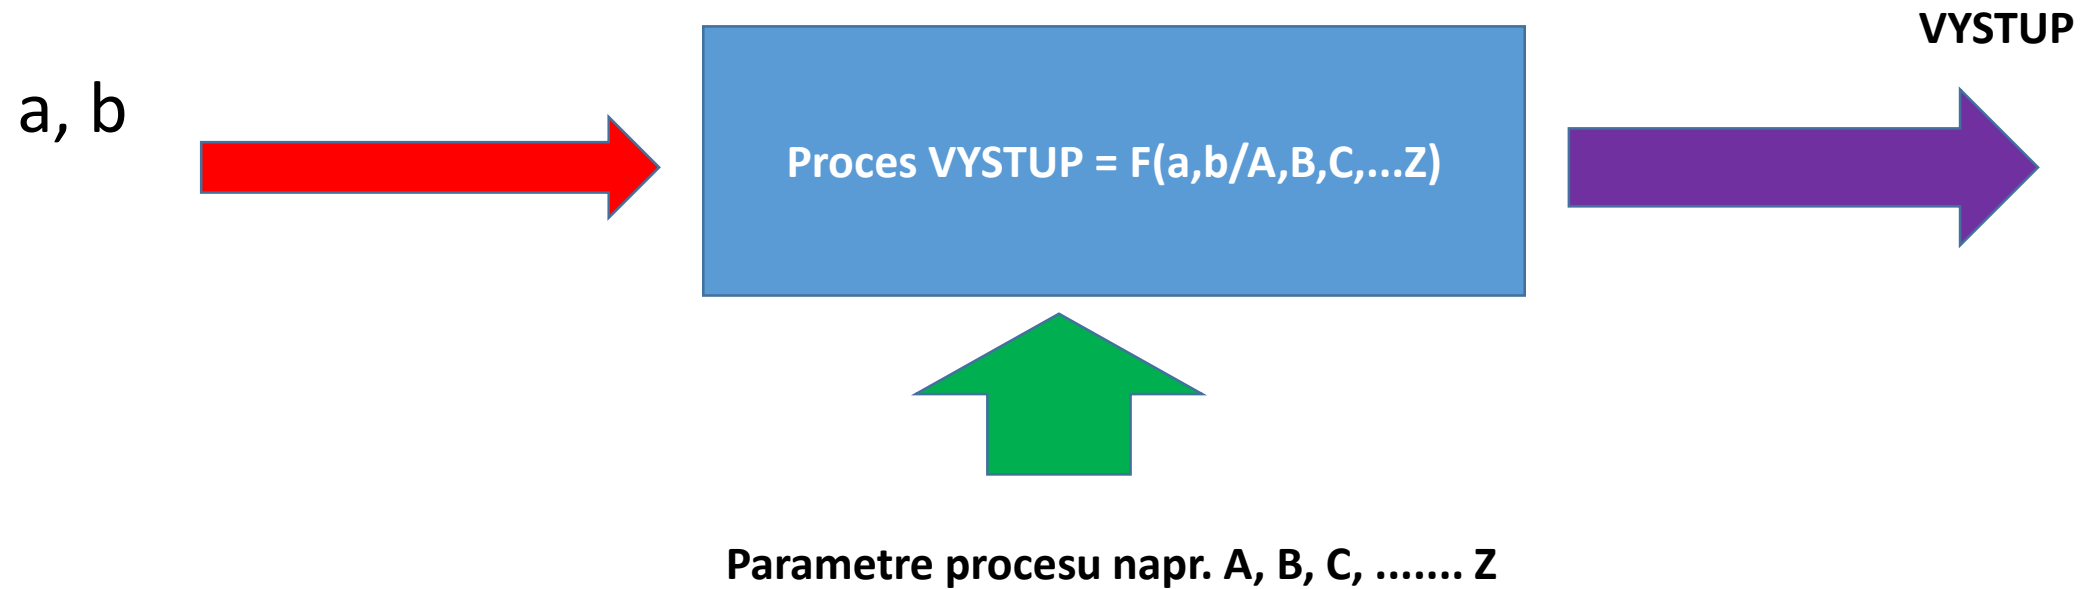 VYSTUP
a, b
Proces VYSTUP = F(a,b/A,B,C,...Z)
Parametre procesu napr. A, B, C, ....... Z